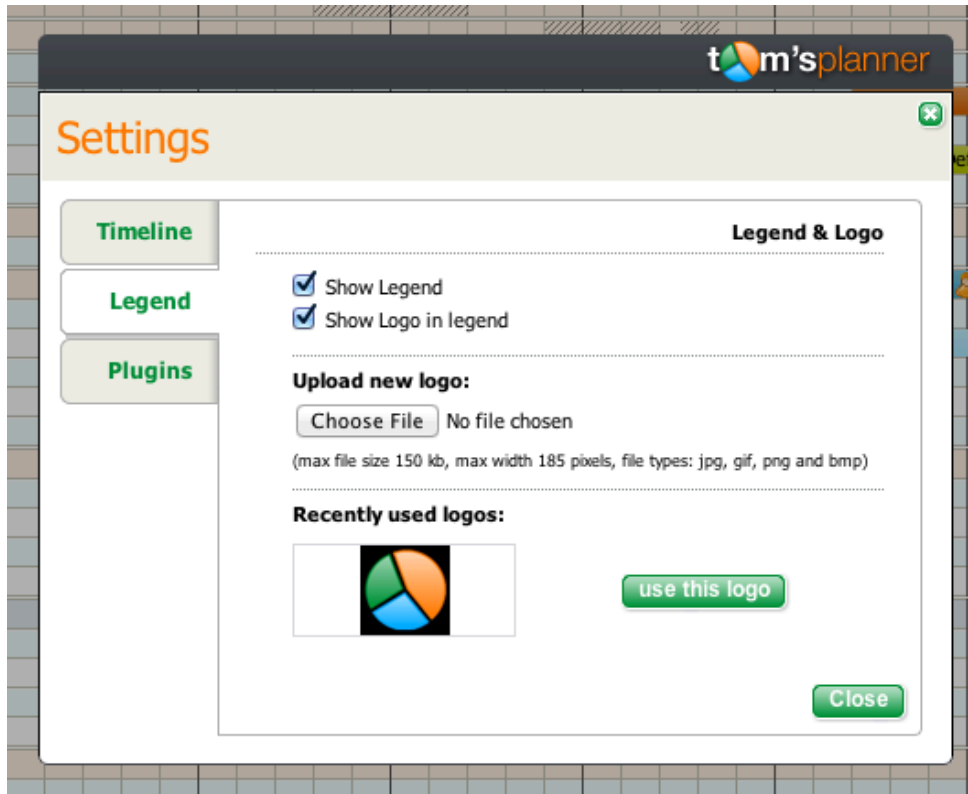 tom'splanner
Settings
Timeline
Legend
Plugins
Legend & Logo
Show Legend
Show Logo in legend
Upload new logo:
Choose File No file chosen
(max file size 150 kb, max width 185 pixels, file types: jpg, gif, png and bmp)
Recently used logos:
use this logo
Close